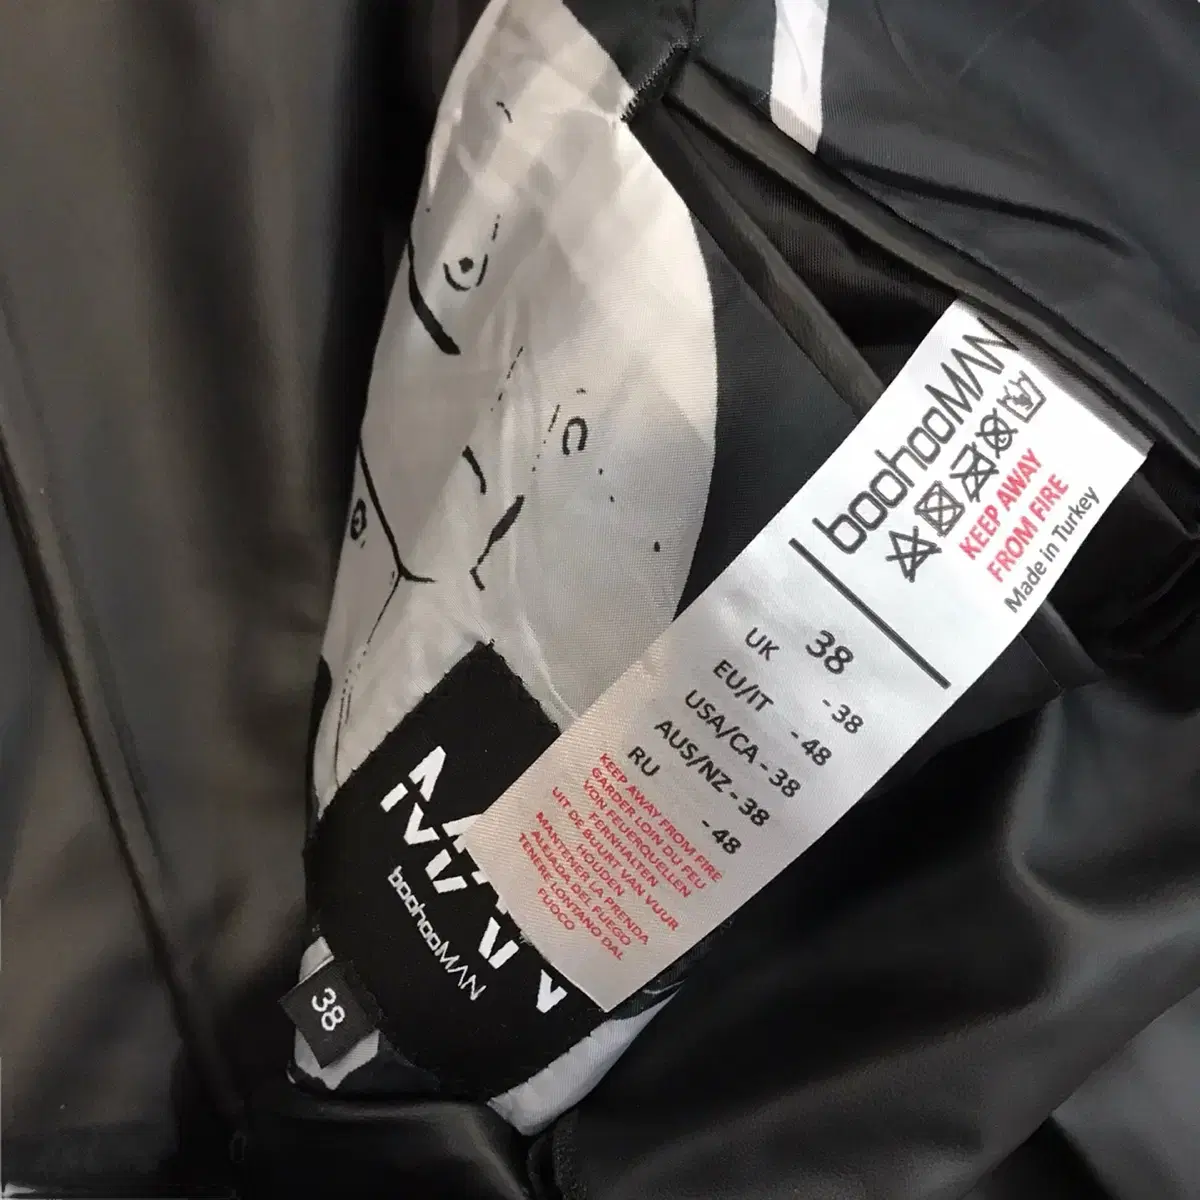 boohooMAN
KEEP AWAY
FROM FIRE
Made in Turkey
38
UK - 38
EU/IT - 48
USA/CA - 38
AUS/NZ - 38
RU - 48
KEEP AWAY FROM FIRE
GARDER LOIN DU FEU
VON FEUERQUELLEN
FERNHALTEN
UIT DE BUURT VAN VUUR
HOUDEN
MANTENER LA PRENDA
ALEJADA DEL FUEGO
TENERE LONTANO DAL
FUOCO
boohooMAN
38